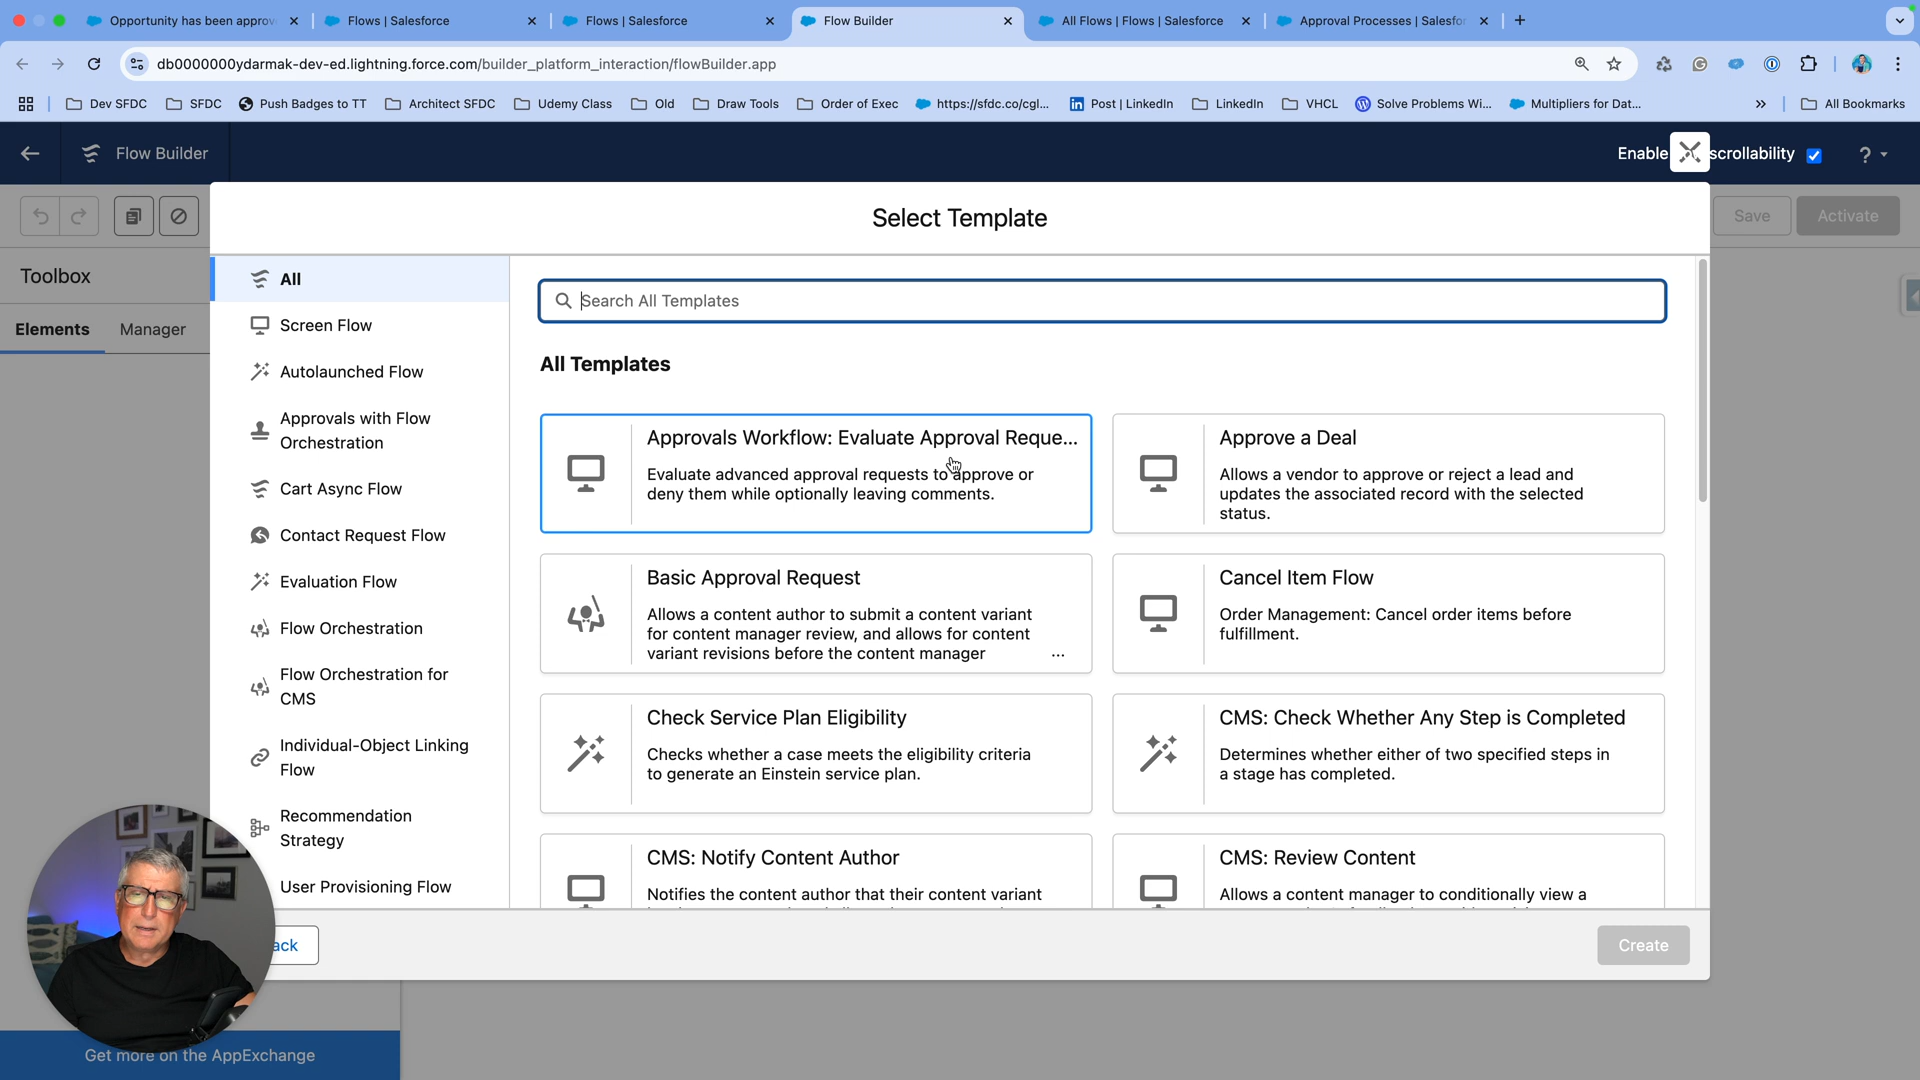 Opportunity has been approv
Flows | Salesforce
Flows | Salesforce
Flow Builder
All Flows | Flows | Salesforce
Approval Processes | Salesfor
db0000000ydarmak-dev-ed.lightning.force.com/builder_platform_interaction/flowBuilder.app
Dev SFDC
SFDC
Push Badges to TT
Architect SFDC
Udemy Class
Old
Draw Tools
Order of Exec
https://sfdc.co/cgl...
Post | LinkedIn
LinkedIn
VHCL
Solve Problems Wi...
Multipliers for Dat...
»
All Bookmarks
Flow Builder
Enable
scrollability
?
Select Template
Save
Activate
Toolbox
Elements
Manager
All
Screen Flow
Autolaunched Flow
Approvals with Flow
Orchestration
Cart Async Flow
Contact Request Flow
Evaluation Flow
Flow Orchestration
Flow Orchestration for
CMS
Individual-Object Linking
Flow
Recommendation
Strategy
User Provisioning Flow
Search All Templates
All Templates
Approvals Workflow: Evaluate Approval Reque...
Evaluate advanced approval requests to approve or
deny them while optionally leaving comments.
Approve a Deal
Allows a vendor to approve or reject a lead and
updates the associated record with the selected
status.
Basic Approval Request
Allows a content author to submit a content variant
for content manager review, and allows for content
variant revisions before the content manager ...
Cancel Item Flow
Order Management: Cancel order items before
fulfillment.
Check Service Plan Eligibility
Checks whether a case meets the eligibility criteria
to generate an Einstein service plan.
CMS: Check Whether Any Step is Completed
Determines whether either of two specified steps in
a stage has completed.
CMS: Notify Content Author
Notifies the content author that their content variant
CMS: Review Content
Allows a content manager to conditionally view a
ack
Create
Get more on the AppExchange